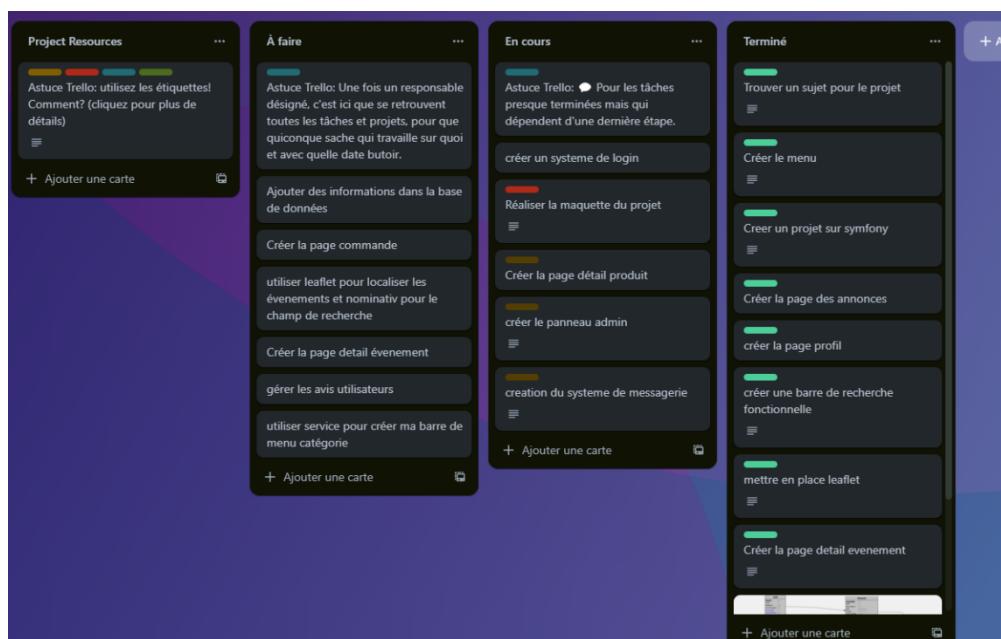 Project Resources
Astuce Trello: utilisez les étiquettes!
Comment? (cliquez pour plus de
détails)
+ Ajouter une carte
À faire
Astuce Trello: Une fois un responsable
désigné, c'est ici que se retrouvent
toutes les tâches et projets, pour que
quiconque sache qui travaille sur quoi
et avec quelle date butoir.
Ajouter des informations dans la base
de données
Créer la page commande
utiliser leaflet pour localiser les
évenements et nominativ pour le
champ de recherche
Créer la page detail évenement
gérer les avis utilisateurs
utiliser service pour créer ma barre de
menu catégorie
+ Ajouter une carte
En cours
Astuce Trello: 💬 Pour les tâches
presque terminées mais qui
dépendent d'une dernière étape.
créer un systeme de login
Réaliser la maquette du projet
Créer la page détail produit
créer le panneau admin
creation du systeme de messagerie
+ Ajouter une carte
Terminé
Trouver un sujet pour le projet
Créer le menu
Creer un projet sur symfony
Créer la page des annonces
créer la page profil
créer une barre de recherche
fonctionnelle
mettre en place leaflet
Créer la page detail evenement
+ Ajouter une carte